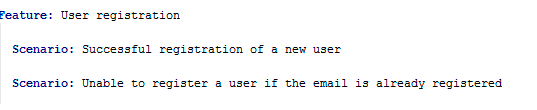 Feature: User registration
Scenario: Successful registration of a new user
Scenario: Unable to register a user if the email is already registered